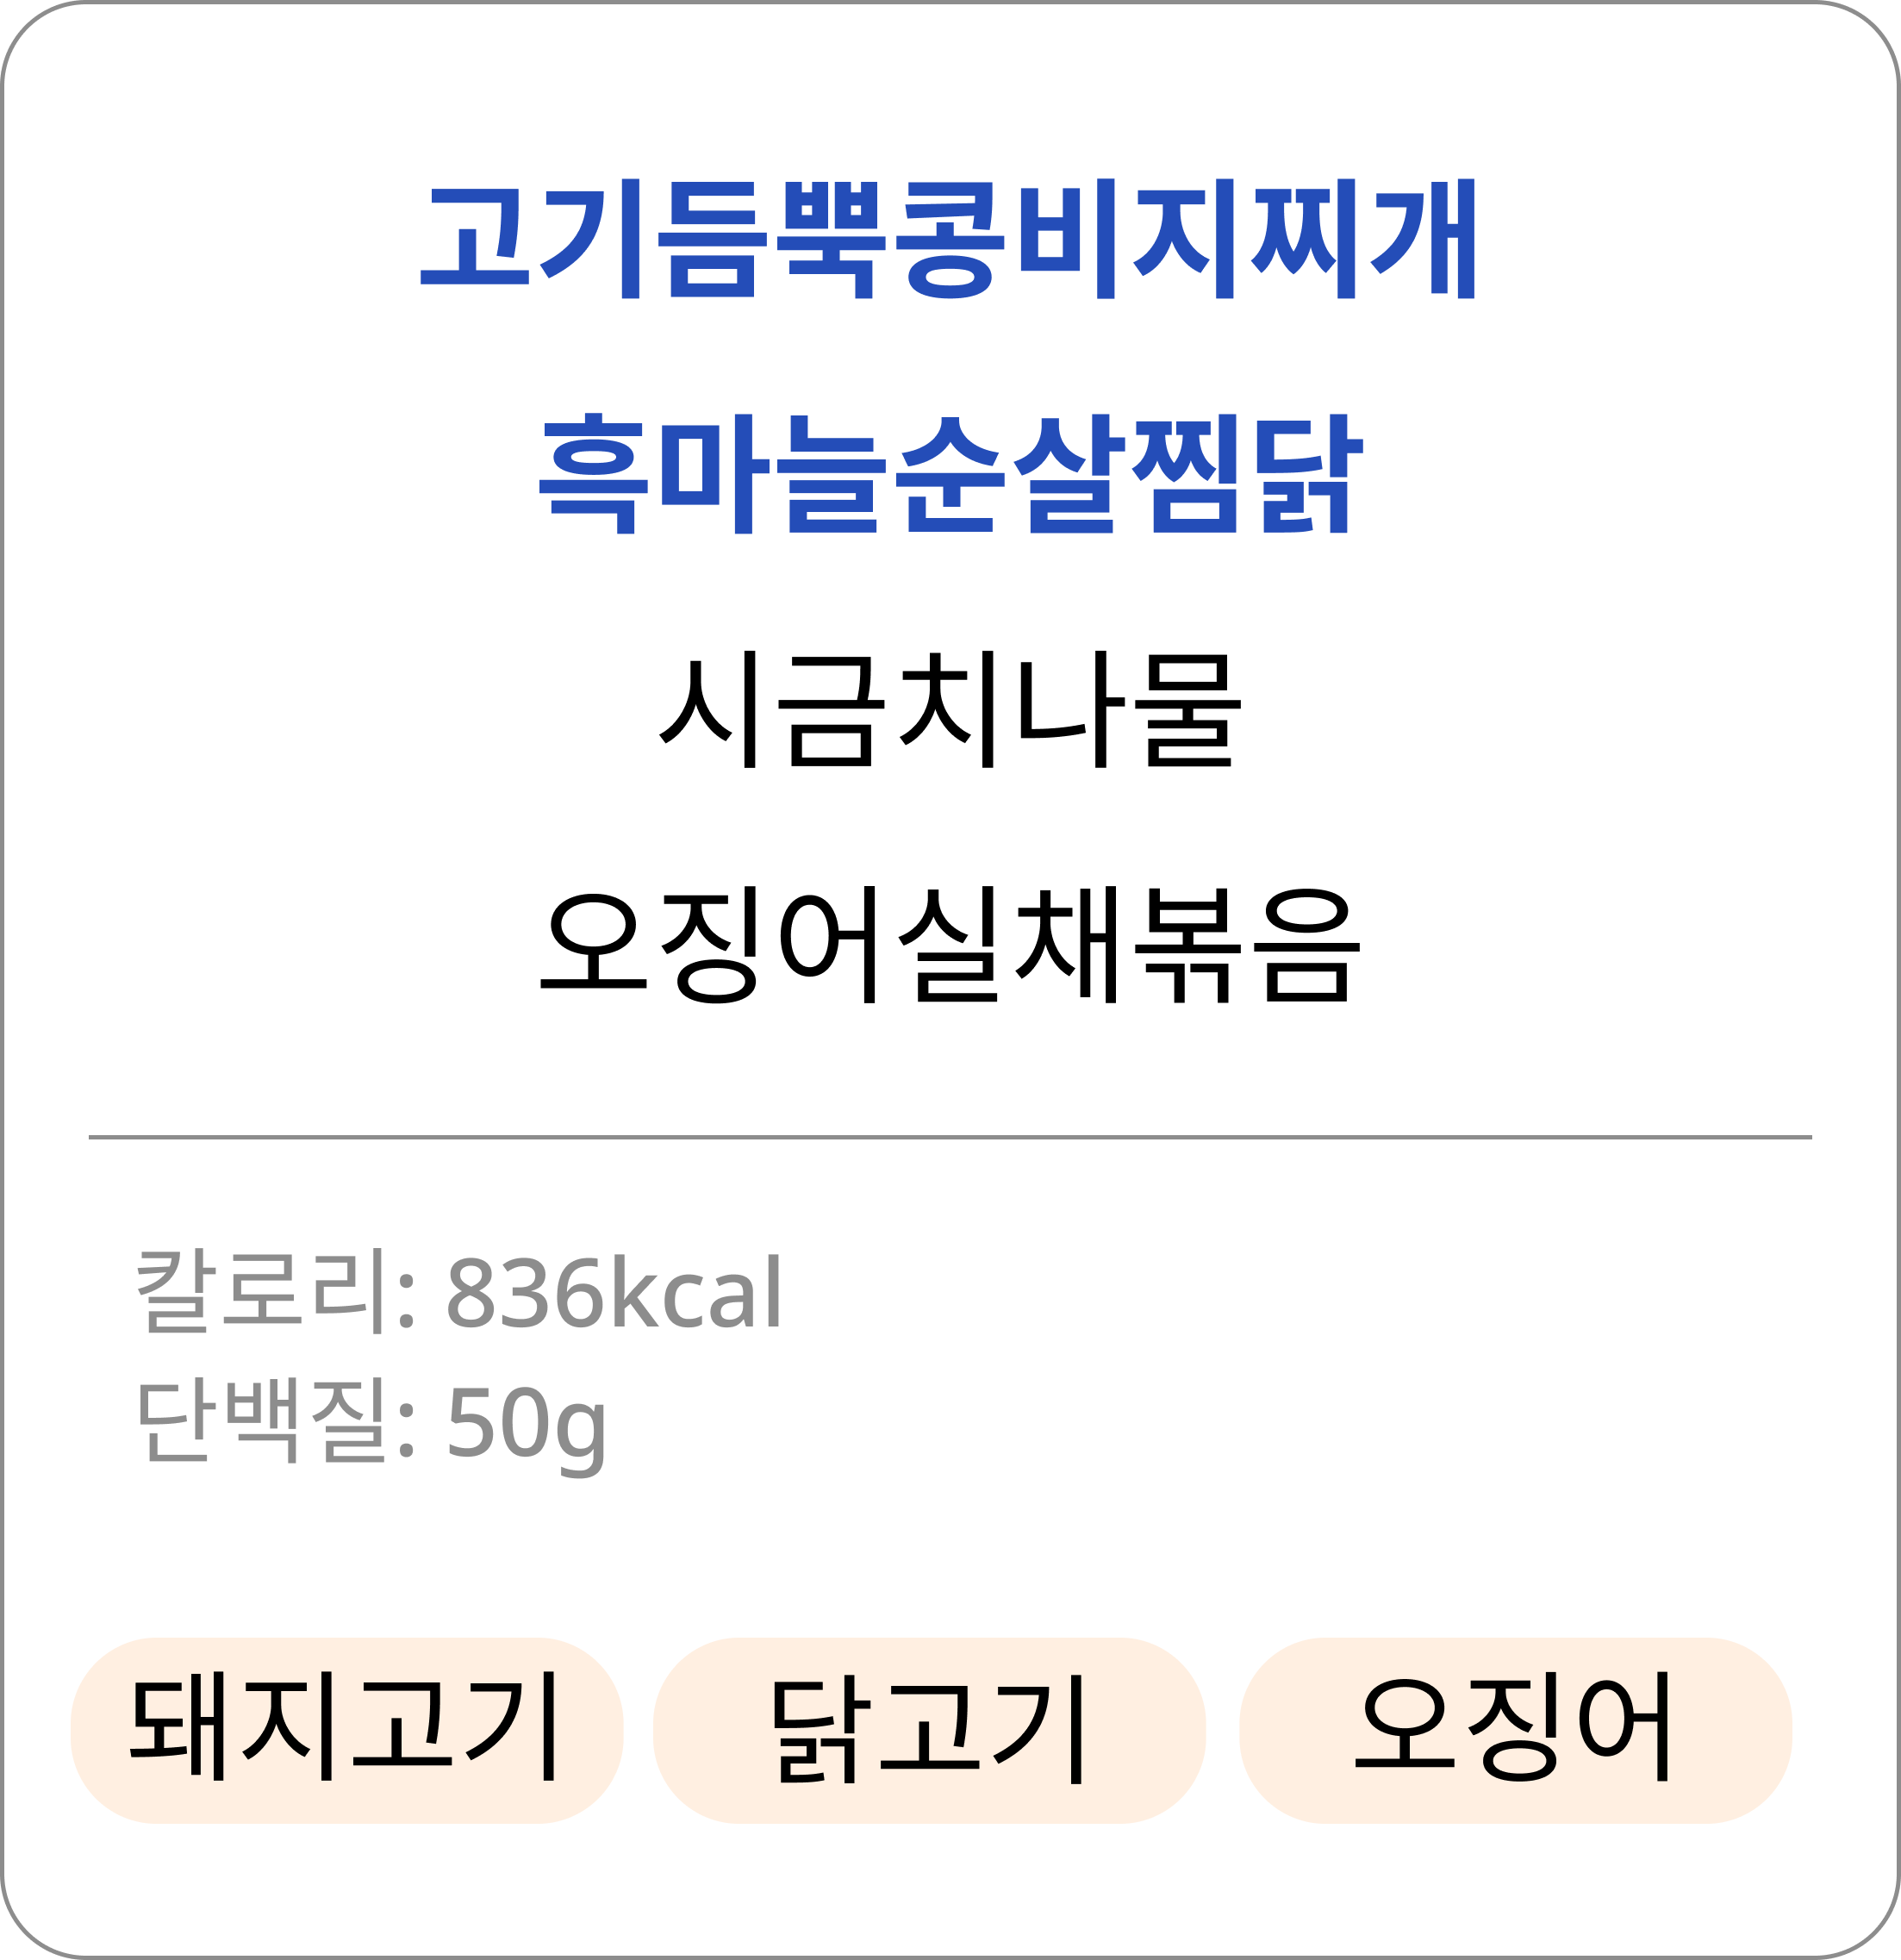 고기듬뿍콩비지찌개
흑마늘순살찜닭
시금치나물
오징어실채볶음
칼로리: 836kcal
단백질: 50g
돼지고기
닭고기
오징어